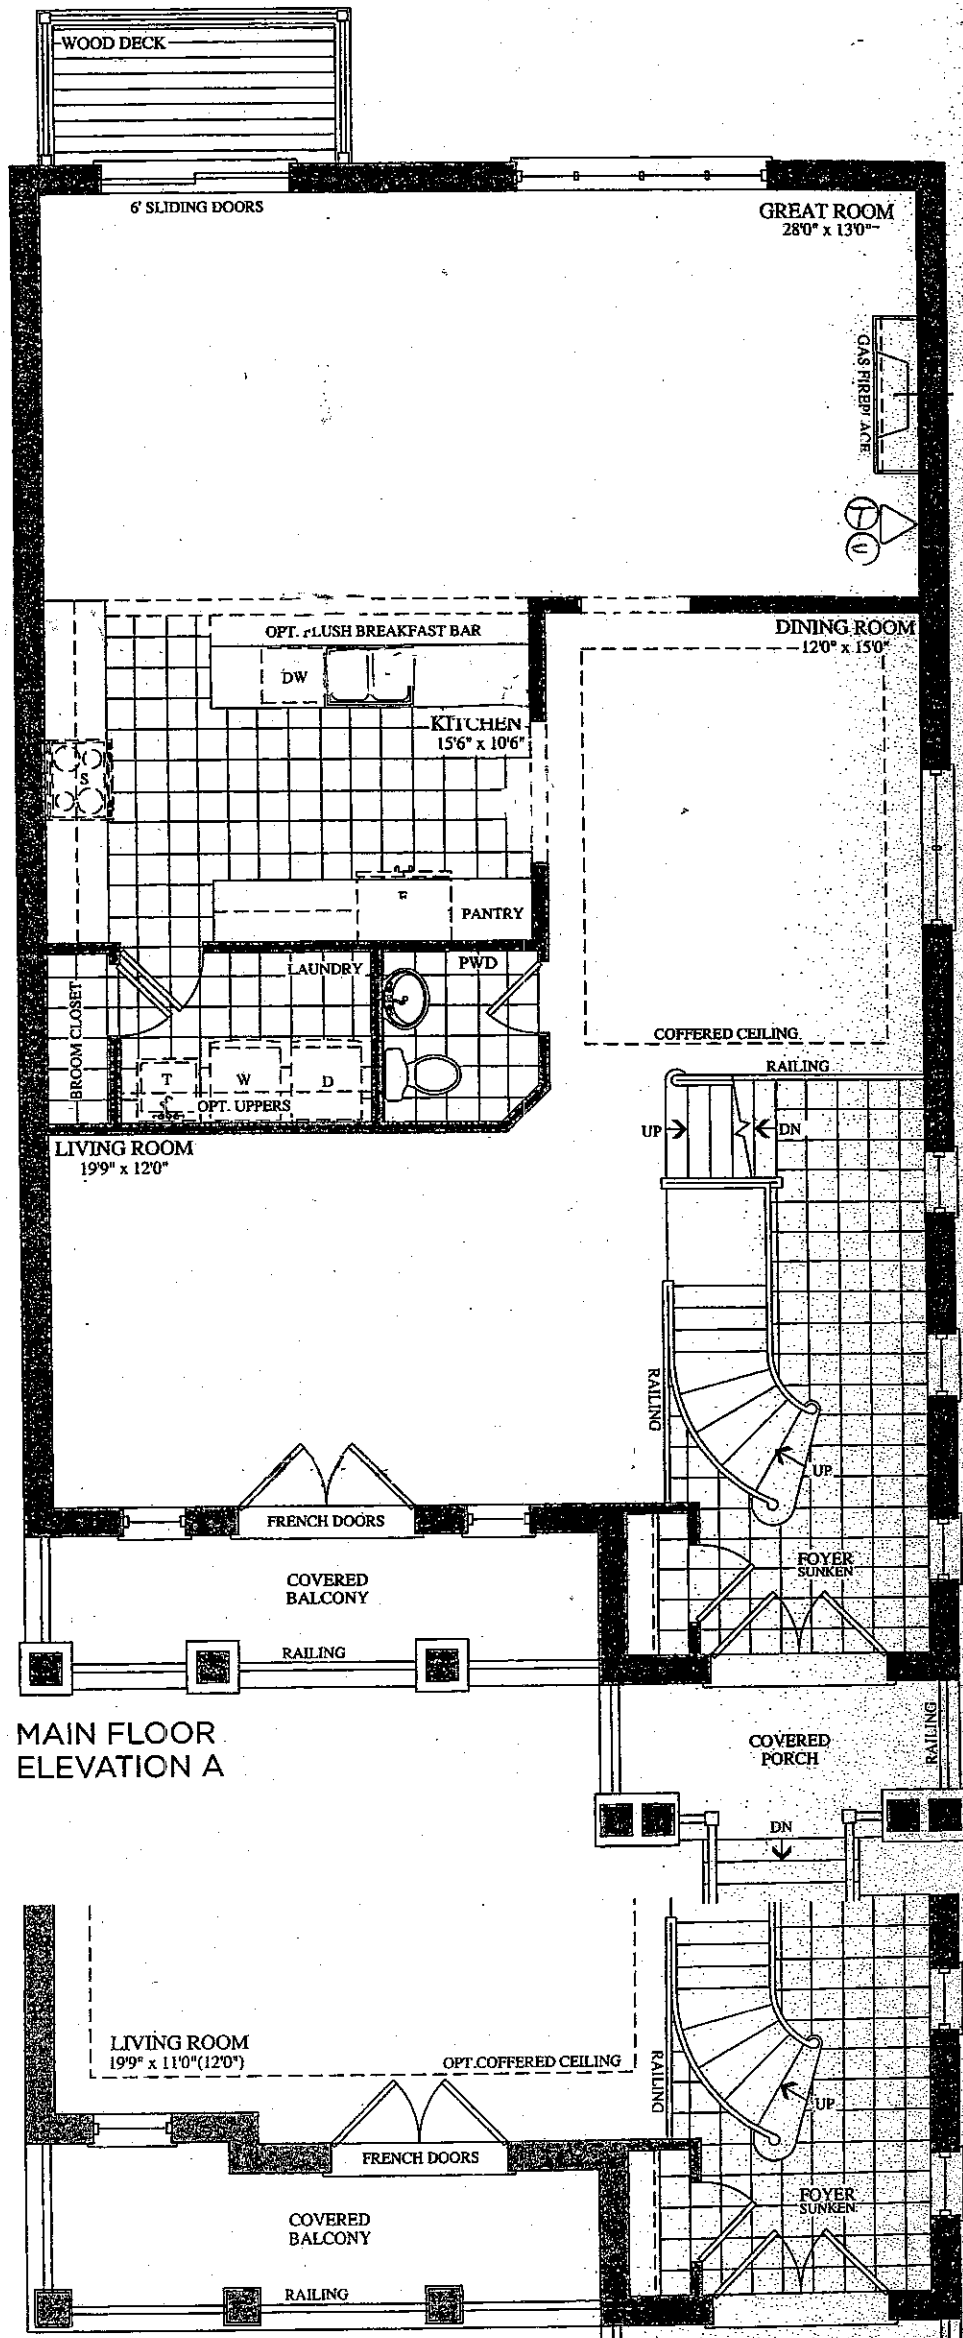 WOOD DECK
6' SLIDING DOORS
GREAT ROOM
28'0" x 13'0"
GAS FIREPLACE
T
V
OPT. FLUSH BREAKFAST BAR
DINING ROOM
12'0" x 15'0"
DW
KITCHEN
15'6" x 10'6"
S
F
PANTRY
LAUNDRY
PWD
BROOM CLOSET
COFFERED CEILING
RAILING
T
W
D
OPT. UPPERS
UP
DN
LIVING ROOM
19'9" x 12'0"
RAILING
UP
FRENCH DOORS
FOYER
SUNKEN
COVERED
BALCONY
RAILING
MAIN FLOOR
ELEVATION A
COVERED
PORCH
RAILING
DN
LIVING ROOM
19'9" x 11'0"(12'0")
OPT.COFFERED CEILING
RAILING
UP
FRENCH DOORS
FOYER
SUNKEN
COVERED
BALCONY
RAILING